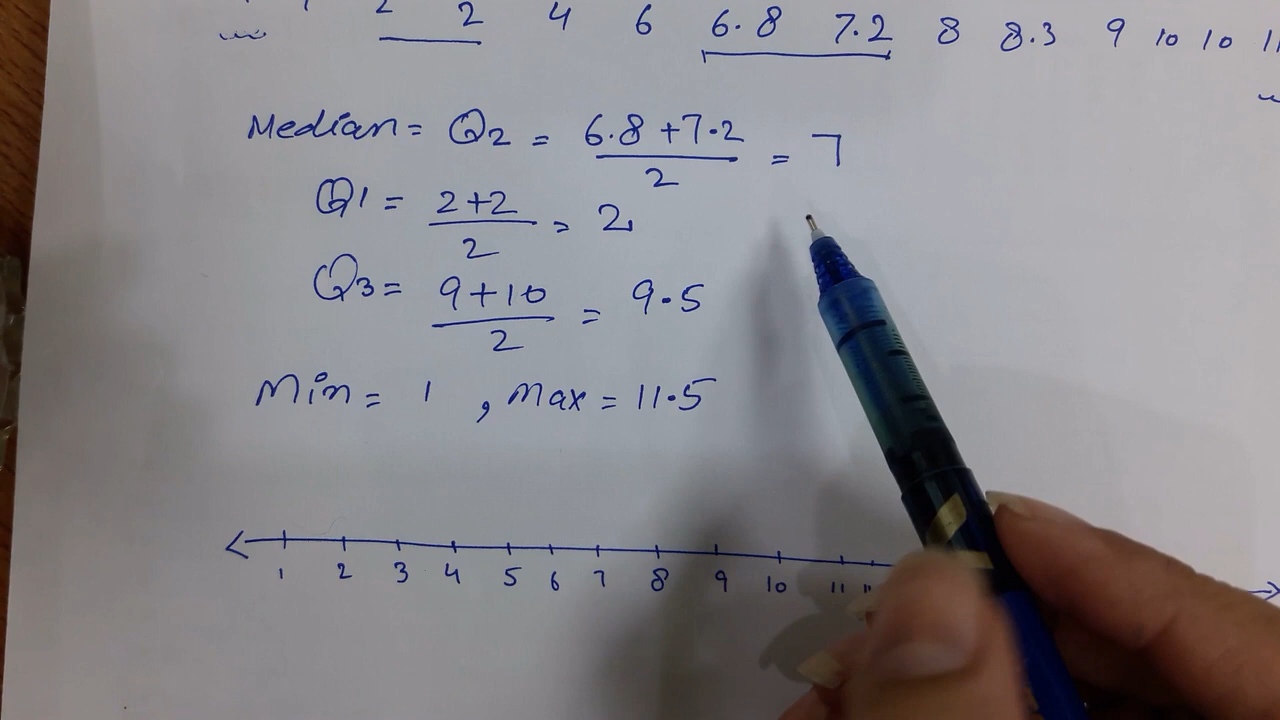 2 2 4 6 6.8 7.2 8 8.3 9 10 10 11
Median = Q2 = 6.8+7.2/2 = 7
Q1 = 2+2/2 = 2
Q3 = 9+10/2 = 9.5
Min = 1 , Max = 11.5
1 2 3 4 5 6 7 8 9 10 11